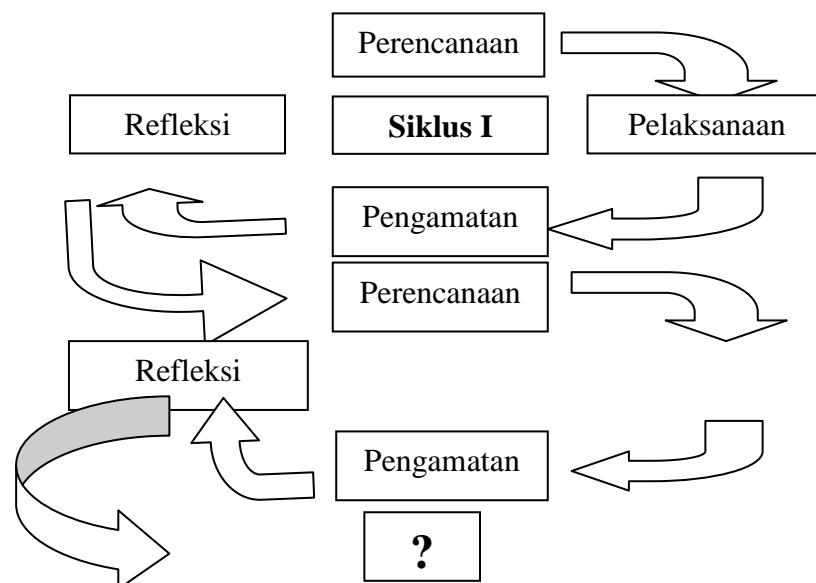 Perencanaan
Refleksi
Siklus I
Pelaksanaan
Pengamatan
Perencanaan
Refleksi
Pengamatan
?